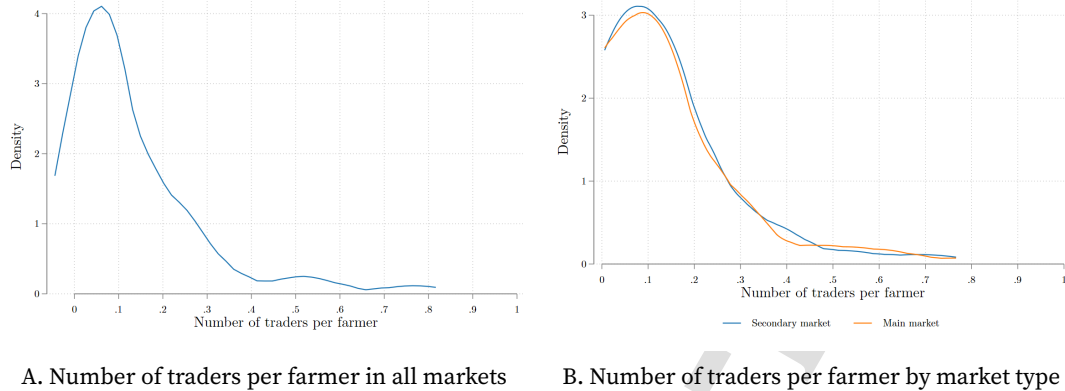 4
3
2
1
0
Density
0 .1 .2 .3 .4 .5 .6 .7 .8 .9 1
Number of traders per farmer
A. Number of traders per farmer in all markets
3
2
1
0
Density
0 .1 .2 .3 .4 .5 .6 .7 .8 .9 1
Number of traders per farmer
Secondary market Main market
B. Number of traders per farmer by market type